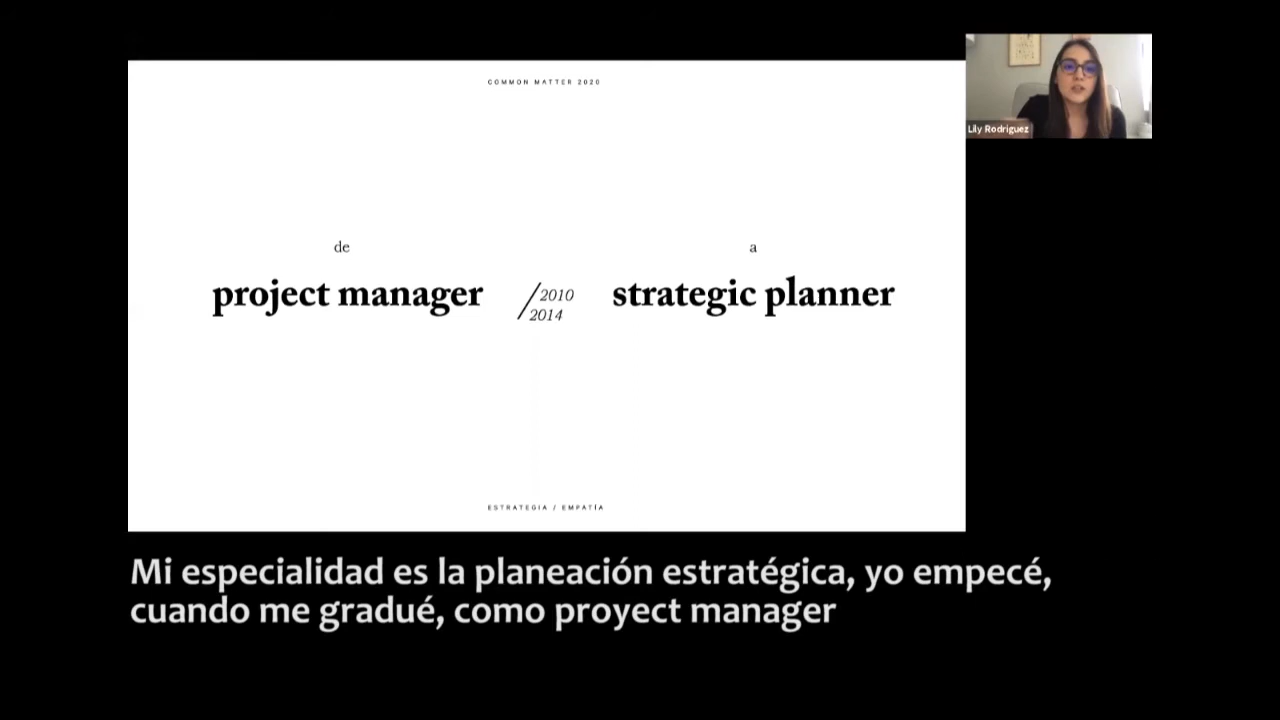 COMMON MATTER 2020
Lily Rodriguez
de
a
project manager
/2010
2014
strategic planner
ESTRATEGIA / EMPATÍA
Mi especialidad es la planeación estratégica, yo empecé,
cuando me gradué, como proyect manager